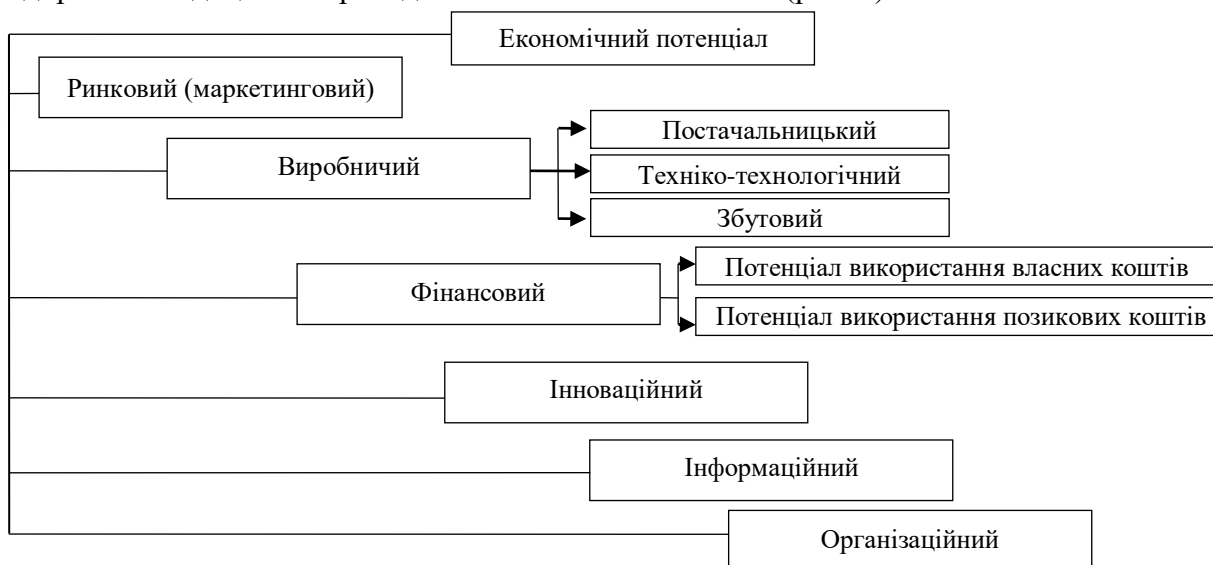 Економічний потенціал
Ринковий (маркетинговий)
Постачальницький
Виробничий
Техніко-технологічний
Збутовий
Потенціал використання власних коштів
Фінансовий
Потенціал використання позикових коштів
Інноваційний
Інформаційний
Організаційний